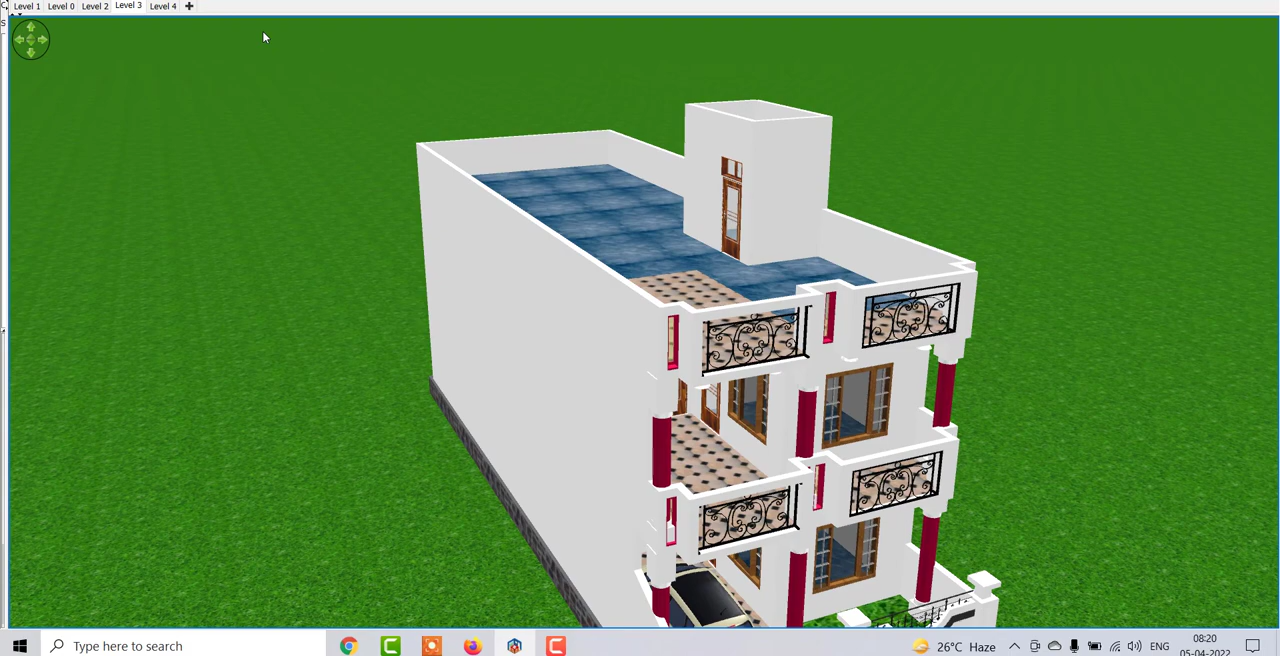 Level 1 Level 0 Level 2 Level 3 Level 4
Type here to search
26°C Haze
ENG
08:20
05-04-2022